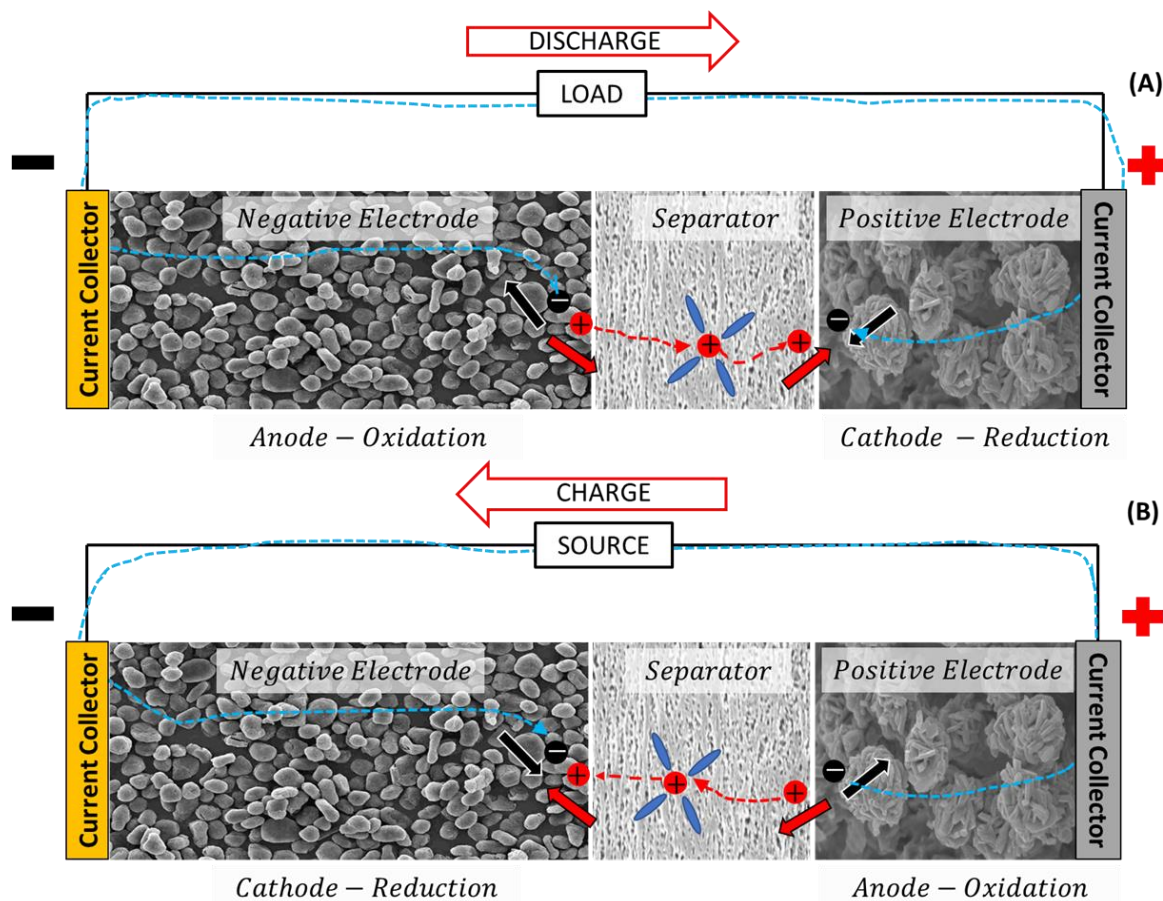 DISCHARGE
(A)
LOAD
Current Collector
Negative Electrode
Separator
Positive Electrode
Current Collector
Anode − Oxidation
Cathode − Reduction
CHARGE
(B)
SOURCE
Current Collector
Negative Electrode
Separator
Positive Electrode
Current Collector
Cathode − Reduction
Anode − Oxidation